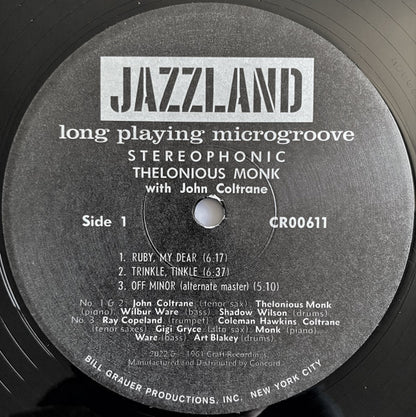 JAZZLAND
long playing microgroove
STEREOPHONIC
THELONIOUS MONK
with John Coltrane
Side 1 CR00611
1. RUBY, MY DEAR (6:17)
2. TRINKLE, TINKLE (6:37)
3. OFF MINOR (alternate master) (5:10)
No. 1 & 2: John Coltrane (tenor sax). Thelonious Monk
(piano). Wilbur Ware (bass). Shadow Wilson (drums).
No. 3: Ray Copeland (trumpet). Coleman Hawkins, Coltrane
(tenor saxes). Gigi Gryce (alto sax). Monk (piano).
Ware (bass). Art Blakey (drums).
2022 & 1961 Craft Recordings.
Manufactured and Distributed by Concord.
BILL GRAUER PRODUCTIONS, INC. NEW YORK CITY